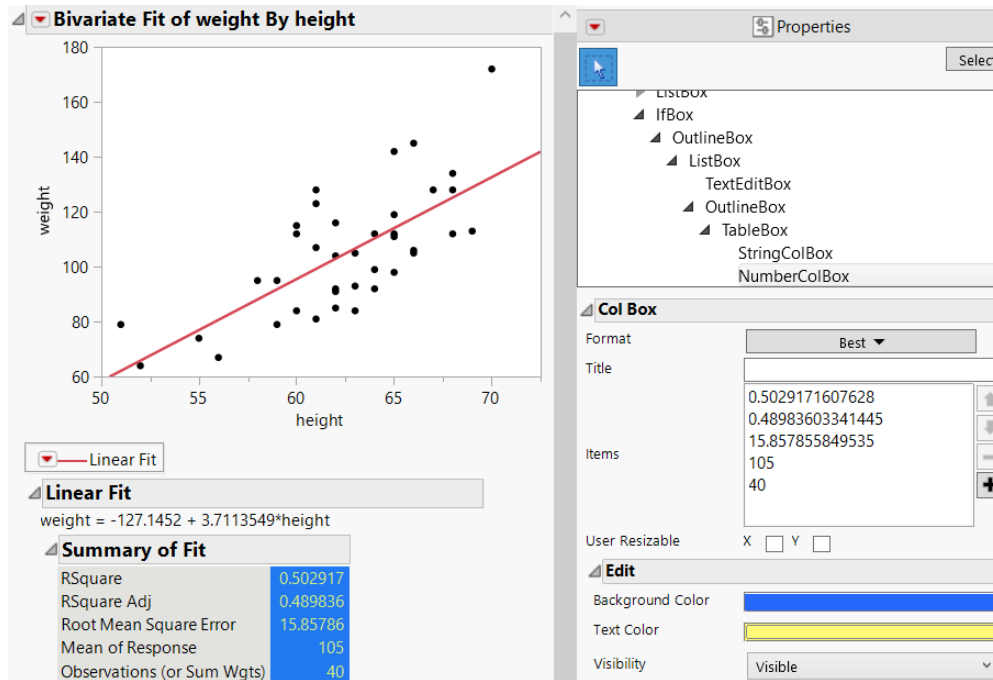 Bivariate Fit of weight By height
180
160
140
120
100
80
60
weight
50 55 60 65 70
height
Linear Fit
Linear Fit
weight = -127.1452 + 3.7113549*height
Summary of Fit
RSquare 0.502917
RSquare Adj 0.489836
Root Mean Square Error 15.85786
Mean of Response 105
Observations (or Sum Wgts) 40
Properties
Select
ListBox
IfBox
OutlineBox
ListBox
TextEditBox
OutlineBox
TableBox
StringColBox
NumberColBox
Col Box
Format Best
Title
Items
0.5029171607628
0.48983603341445
15.857855849535
105
40
User Resizable X Y
Edit
Background Color
Text Color
Visibility Visible